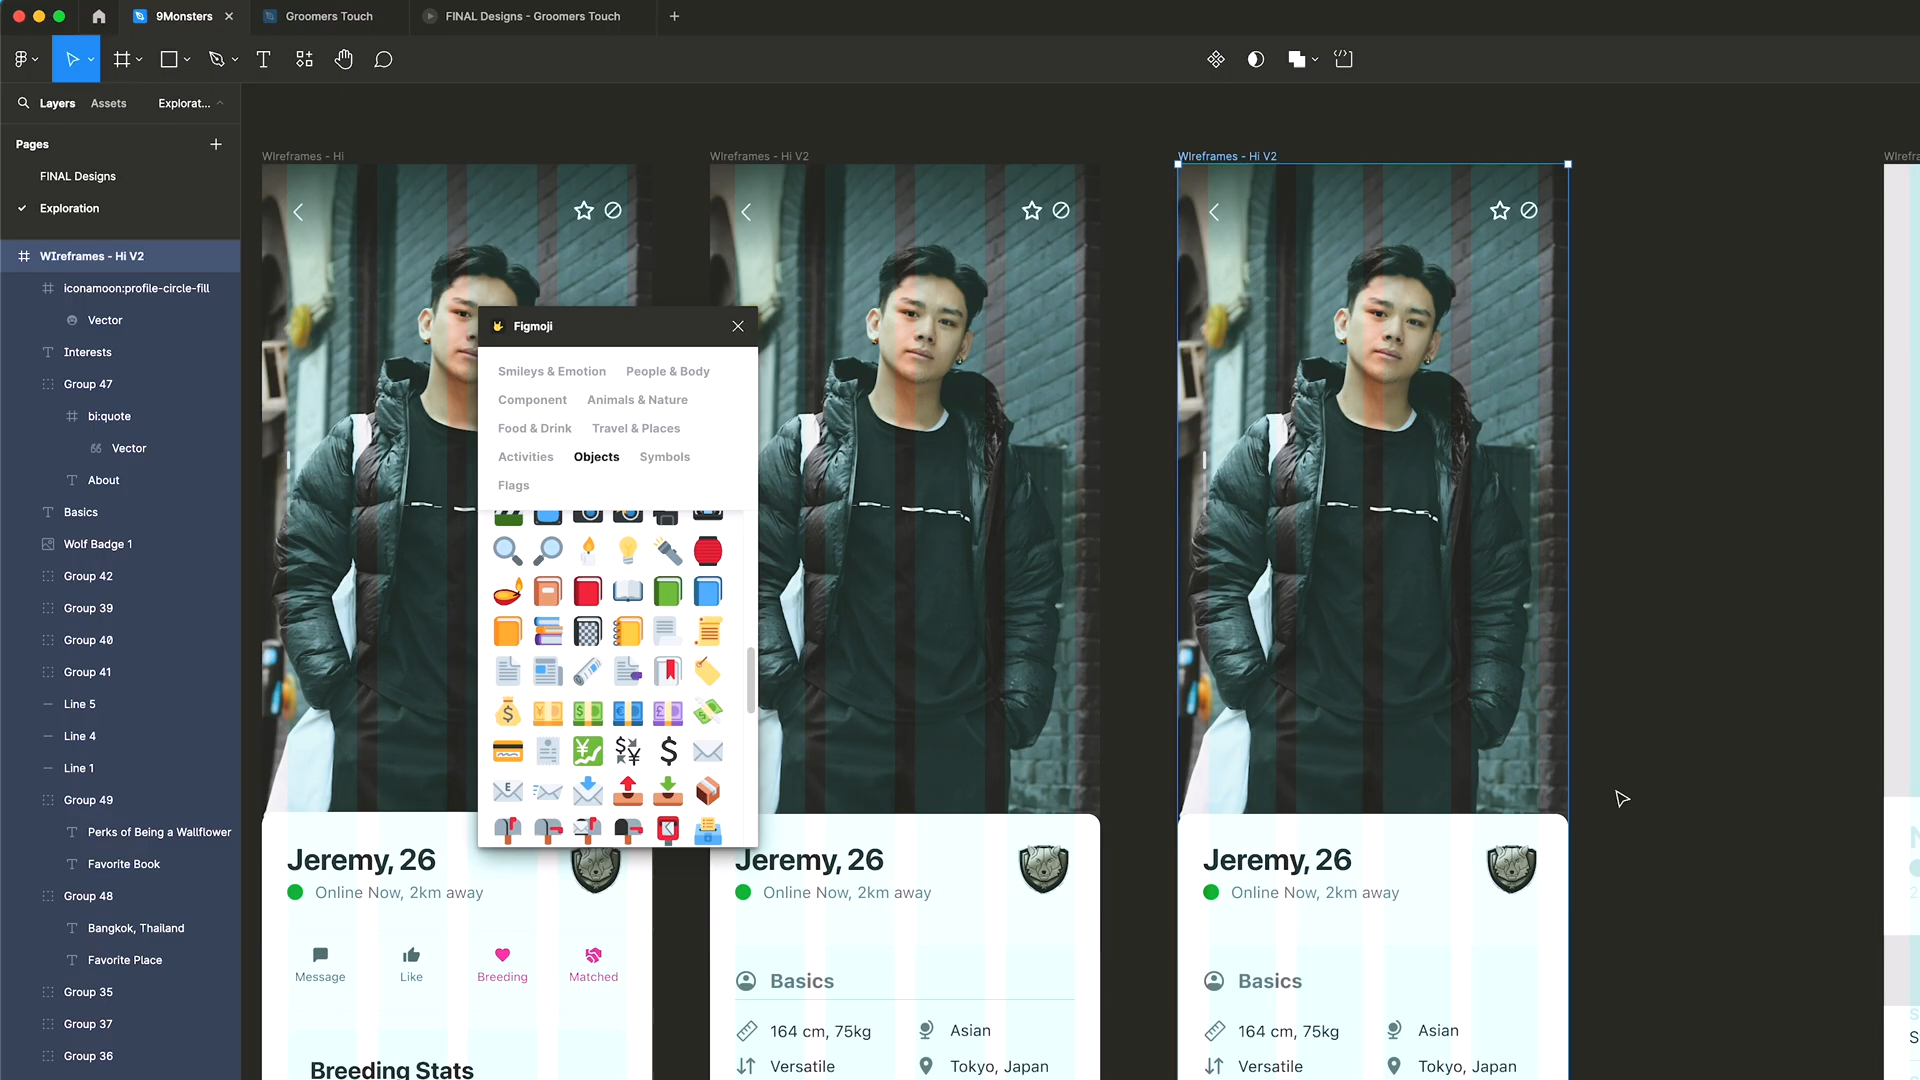 9Monsters
Groomers Touch
FINAL Designs - Groomers Touch
Layers
Assets
Explorat...
Pages
FINAL Designs
Exploration
WIreframes - Hi V2
iconamoon:profile-circle-fill
Vector
Interests
Group 47
bi:quote
Vector
About
Basics
Wolf Badge 1
Group 42
Group 39
Group 40
Group 41
Line 5
Line 4
Line 1
Group 49
Perks of Being a Wallflower
Favorite Book
Group 48
Bangkok, Thailand
Favorite Place
Group 35
Group 37
Group 36
WIreframes - Hi
Figmoji
Smileys & Emotion
People & Body
Component
Animals & Nature
Food & Drink
Travel & Places
Activities
Objects
Symbols
Flags
Jeremy, 26
Online Now, 2km away
Message
Like
Breeding
Matched
Breeding Stats
WIreframes - Hi V2
Jeremy, 26
Online Now, 2km away
Basics
164 cm, 75kg
Asian
Versatile
Tokyo, Japan
WIreframes - Hi V2
Jeremy, 26
Online Now, 2km away
Basics
164 cm, 75kg
Asian
Versatile
Tokyo, Japan